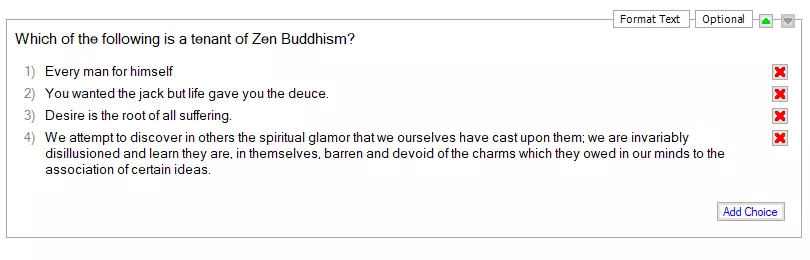 Format Text Optional
Which of the following is a tenant of Zen Buddhism?
1) Every man for himself
2) You wanted the jack but life gave you the deuce.
3) Desire is the root of all suffering.
4) We attempt to discover in others the spiritual glamor that we ourselves have cast upon them; we are invariably
disillusioned and learn they are, in themselves, barren and devoid of the charms which they owed in our minds to the
association of certain ideas.
Add Choice